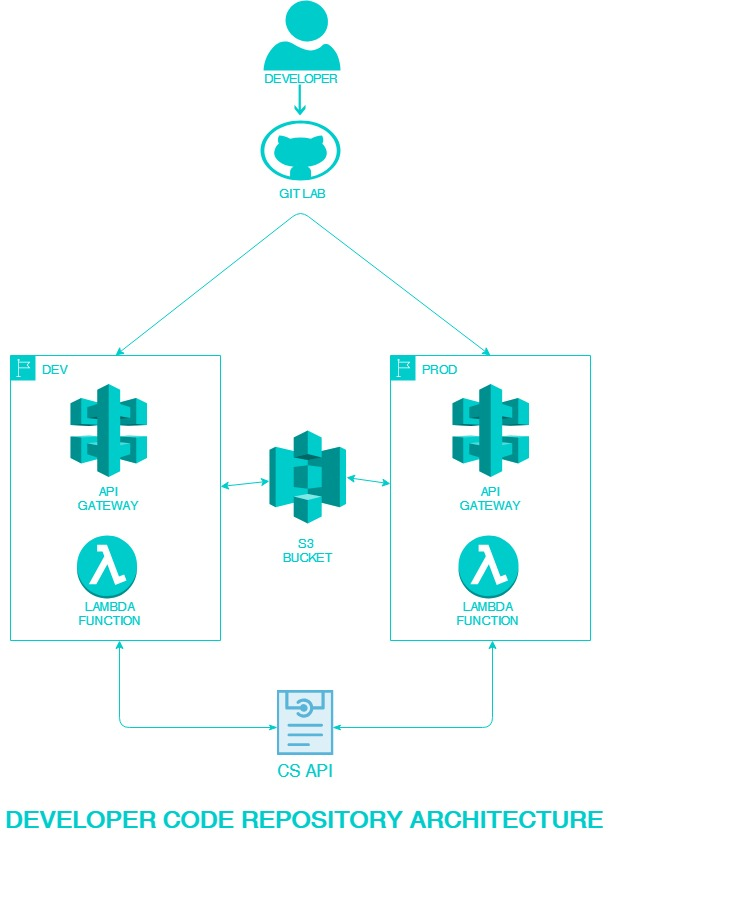 DEVELOPER
GIT LAB
DEV
PROD
API
GATEWAY
API
GATEWAY
S3
BUCKET
LAMBDA
FUNCTION
LAMBDA
FUNCTION
CS API
DEVELOPER CODE REPOSITORY ARCHITECTURE